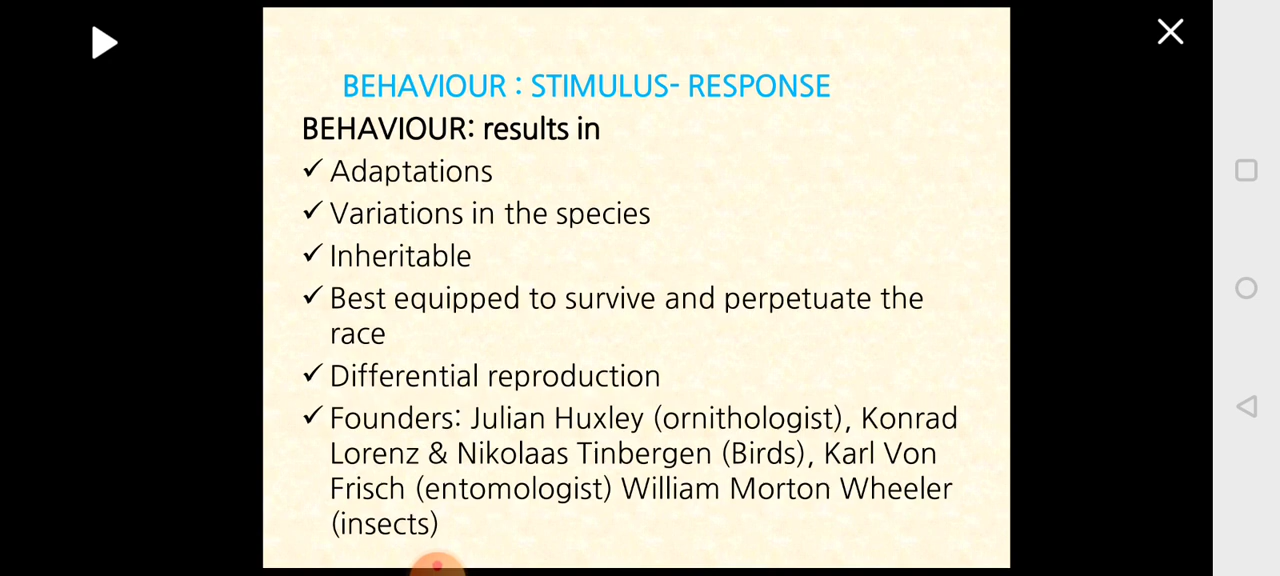 BEHAVIOUR : STIMULUS- RESPONSE
BEHAVIOUR: results in
✓ Adaptations
✓ Variations in the species
✓ Inheritable
✓ Best equipped to survive and perpetuate the
race
✓ Differential reproduction
✓ Founders: Julian Huxley (ornithologist), Konrad
Lorenz & Nikolaas Tinbergen (Birds), Karl Von
Frisch (entomologist) William Morton Wheeler
(insects)